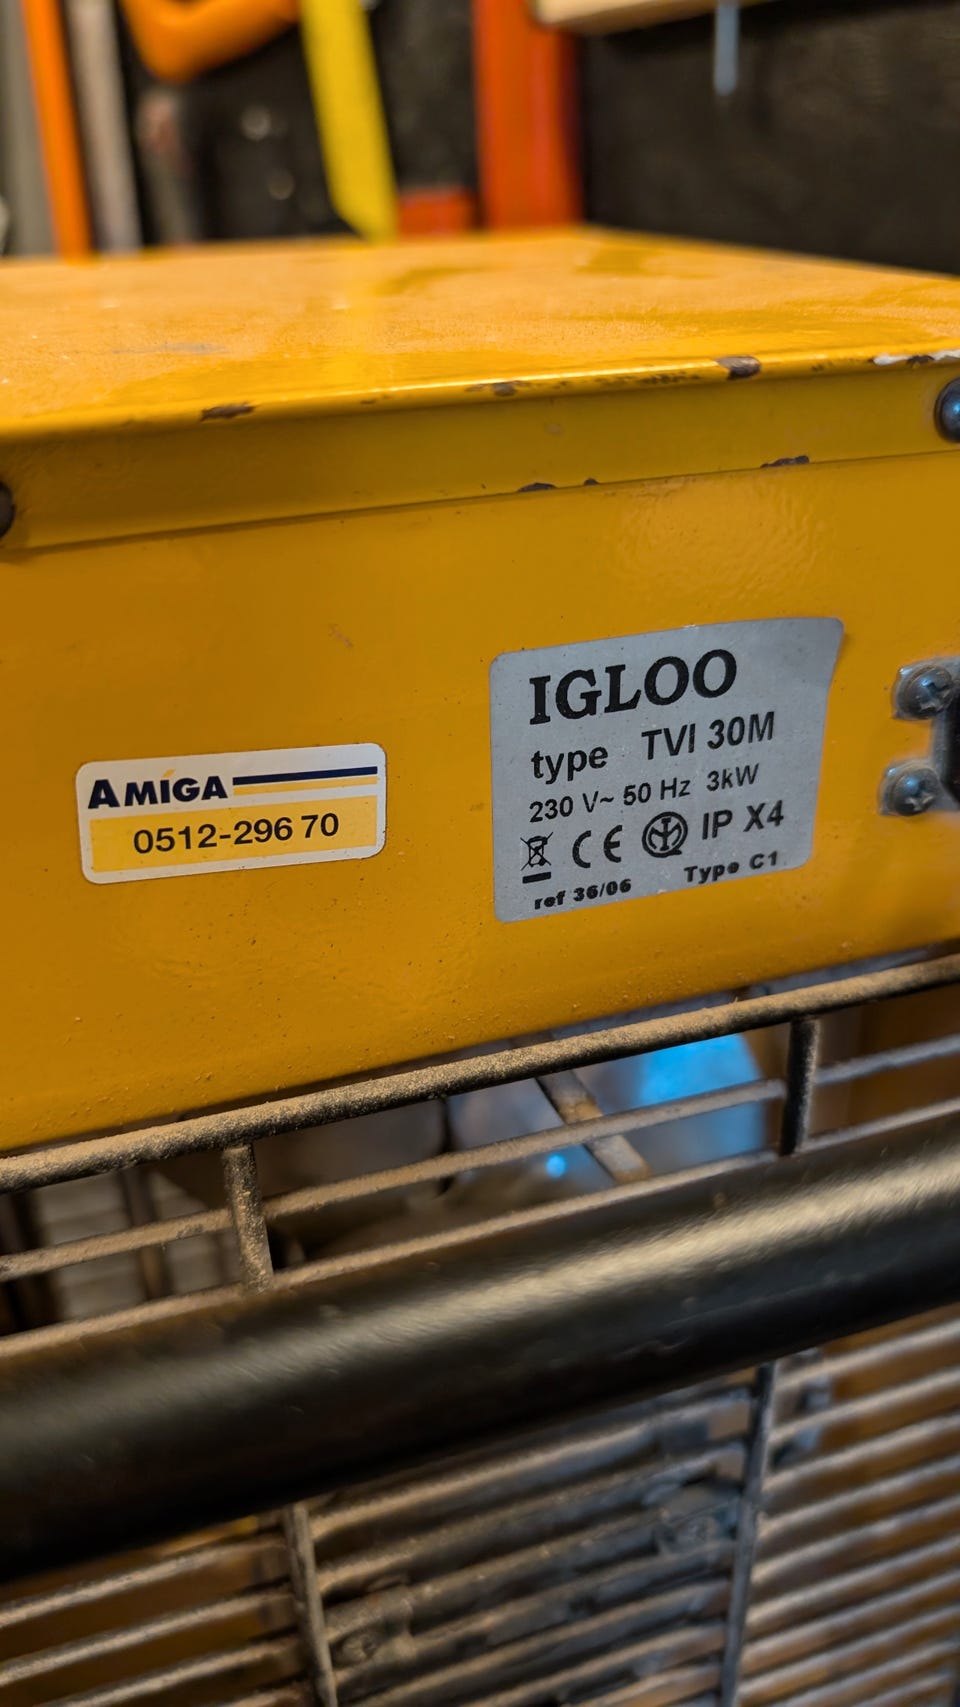 AMIGA
0512-296 70
IGLOO
type TVI 30M
230 V~ 50 Hz 3kW
CE IP X4
ref 36/06 Type C1